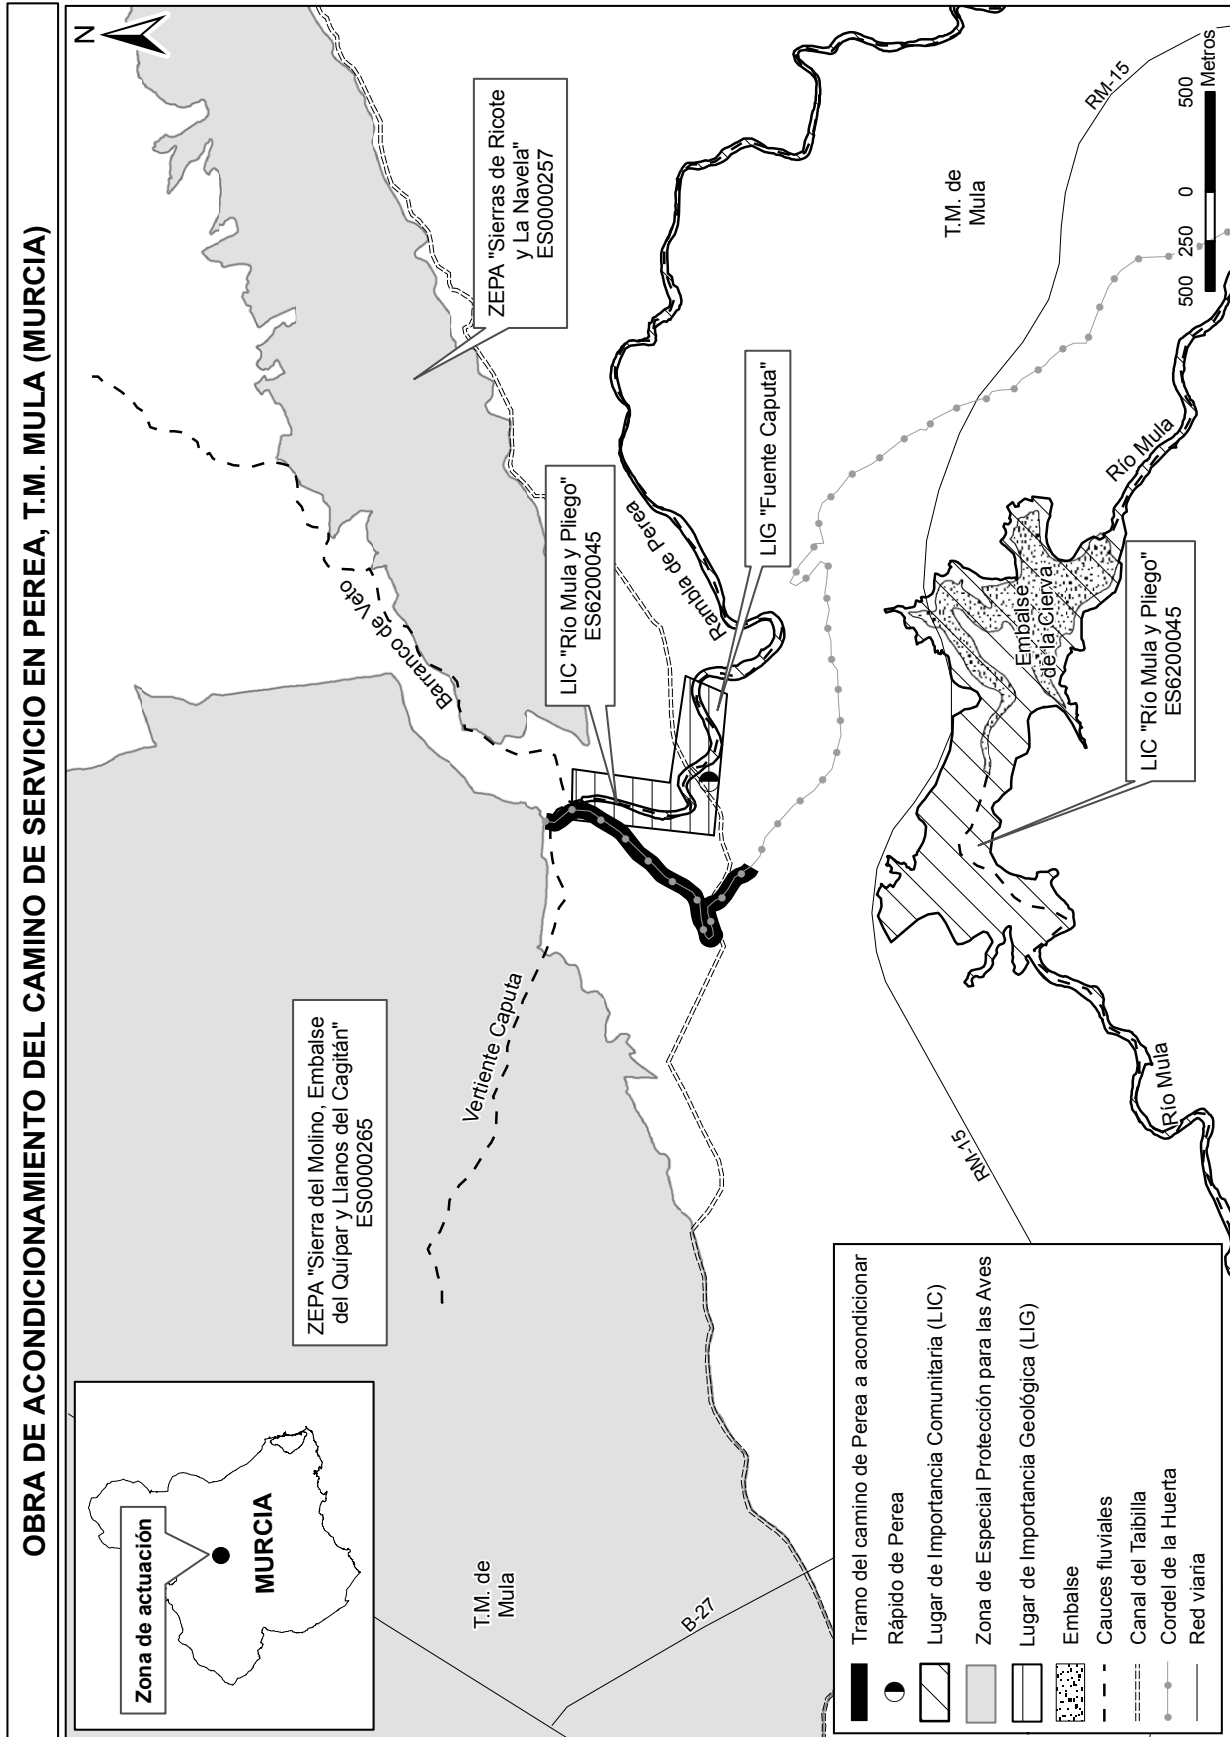 OBRA DE ACONDICIONAMIENTO DEL CAMINO DE SERVICIO EN PEREA, T.M. MULA (MURCIA)
N
Zona de actuación
MURCIA
ZEPA "Sierra del Molino, Embalse
del Quípar y Llanos del Cagitán"
ES0000265
ZEPA "Sierras de Ricote
y La Navela"
ES0000257
Barranco de Veto
Vertiente Caputa
T.M. de
Mula
B-27
LIC "Río Mula y Pliego"
ES6200045
Rambla de Perea
LIG "Fuente Caputa"
T.M. de
Mula
RM-15
RM-15
Embalse
de la Cierva
Río Mula
LIC "Río Mula y Pliego"
ES6200045
Río Mula
Tramo del camino de Perea a acondicionar
Rápido de Perea
Lugar de Importancia Comunitaria (LIC)
Zona de Especial Protección para las Aves
Lugar de Importancia Geológica (LIG)
Embalse
Cauces fluviales
Canal del Taibilla
Cordel de la Huerta
Red viaria
500 250 0 500
Metros